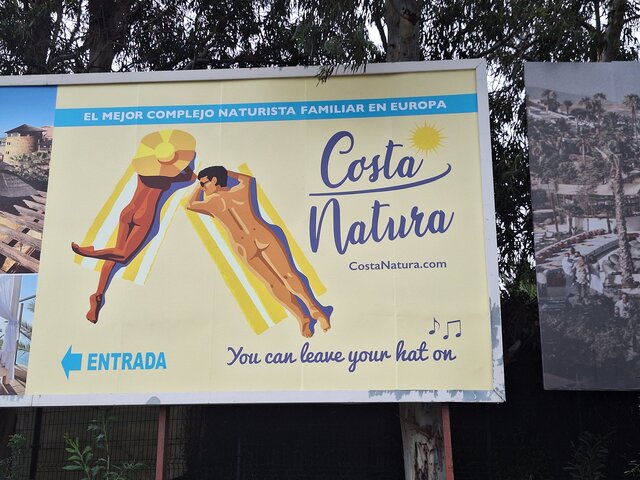 EL MEJOR COMPLEJO NATURISTA FAMILIAR EN EUROPA
Costa
Natura
CostaNatura.com
ENTRADA
You can leave your hat on